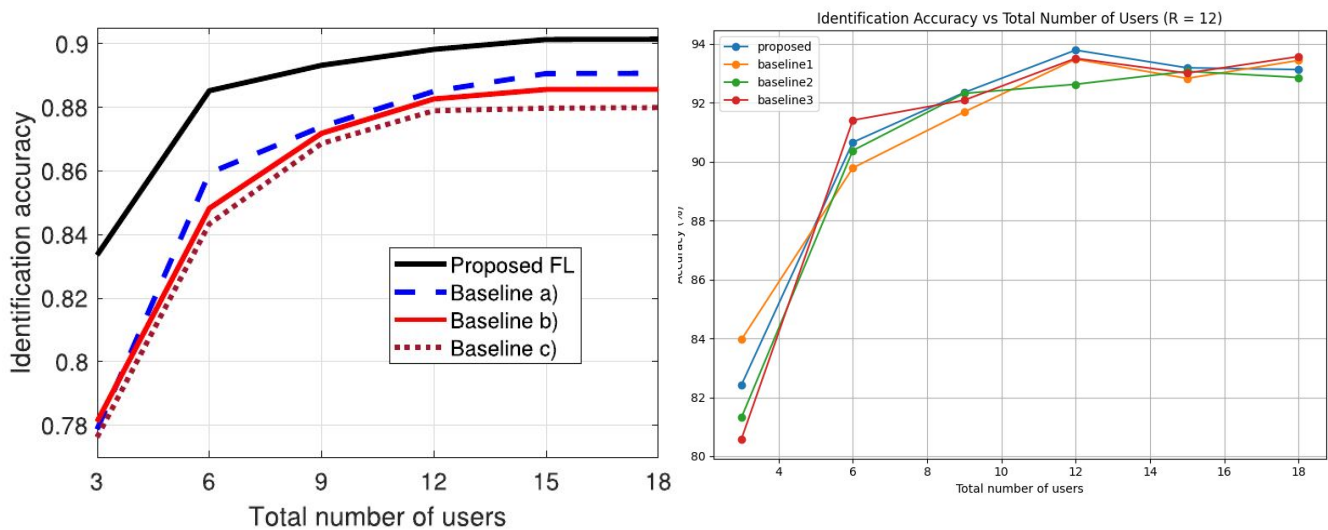 0.9
0.88
0.86
0.84
0.82
0.8
0.78
Identification accuracy
Proposed FL
Baseline a)
Baseline b)
Baseline c)
3 6 9 12 15 18
Total number of users
Identification Accuracy vs Total Number of Users (R = 12)
proposed
baseline1
baseline2
baseline3
94
92
90
88
86
84
82
80
Accuracy (%)
4 6 8 10 12 14 16 18
Total number of users